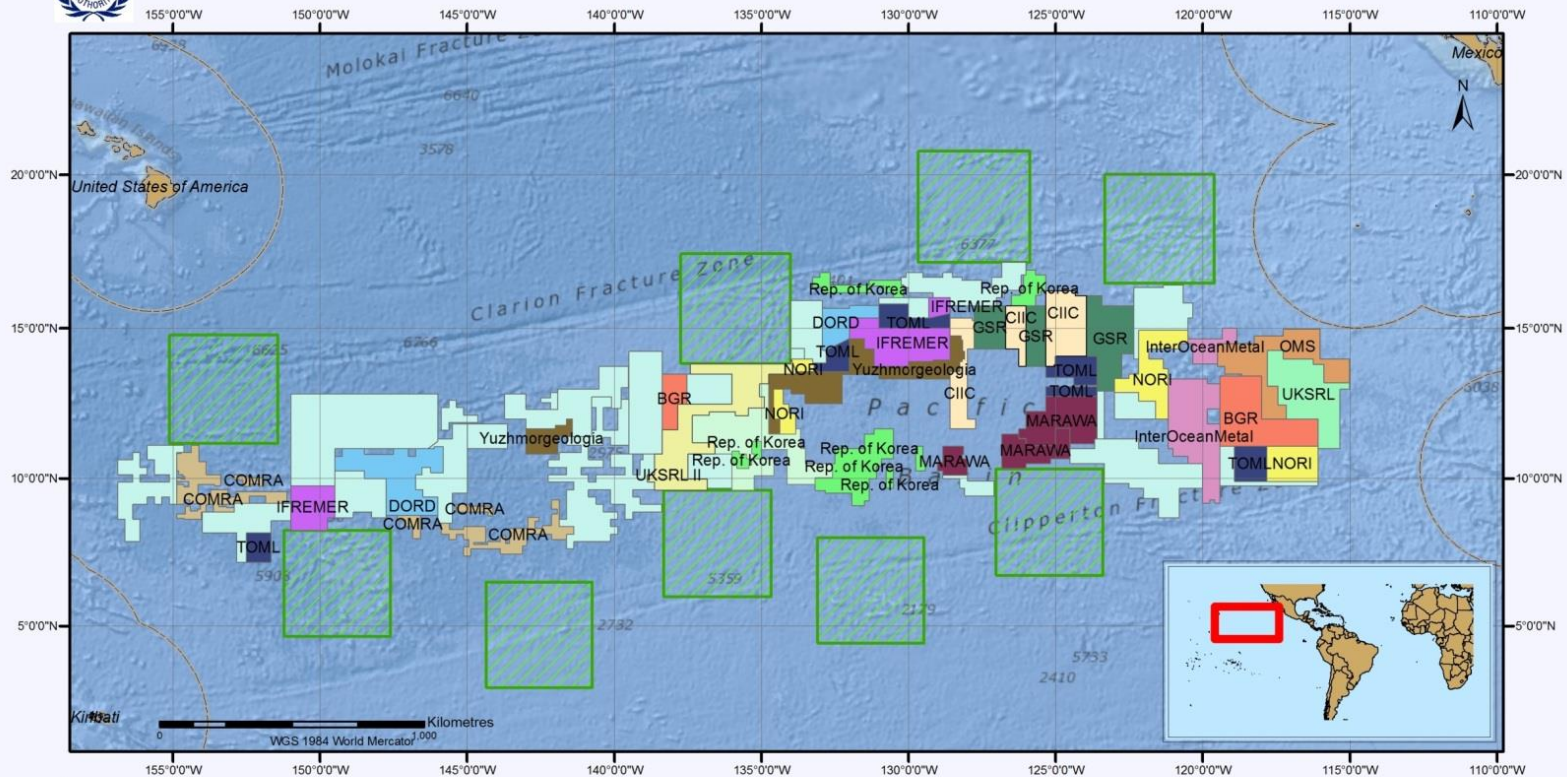 AUTHORITY
155°0'0"W 150°0'0"W 145°0'0"W 140°0'0"W 135°0'0"W 130°0'0"W 125°0'0"W 120°0'0"W 115°0'0"W 110°0'0"W
Mexico
Molokai Fracture
N
6640
Hawaiian Islands
3578
20°0'0"N
20°0'0"N
United States of America
6377
Clarion Fracture Zone
Rep. of Korea
Rep. of Korea
IFREMER
CIIC
CIIC
15°0'0"N
15°0'0"N
DORD
TOML
GSR
GSR
GSR
6766
IFREMER
InterOceanMetal
OMS
TOML
NORI
Yuzhmorgeologia
TOML
NORI
6038
BGR
CIIC
TOML
UKSRL
NORI
Pacific
MARAWA
BGR
Yuzhmorgeologia
Rep. of Korea
Rep. of Korea
MARAWA
InterOceanMetal
Rep. of Korea
Rep. of Korea
MARAWA
TOML
NORI
UKSRL II
Rep. of Korea
10°0'0"N
10°0'0"N
COMRA
COMRA
IFREMER
DORD
COMRA
COMRA
COMRA
Basin
Clipperton
TOML
5359
2179
5°0'0"N
5°0'0"N
2732
5733
2410
Kiribati
Kilometres
0
1,000
WGS 1984 World Mercator
155°0'0"W 150°0'0"W 145°0'0"W 140°0'0"W 135°0'0"W 130°0'0"W 125°0'0"W 120°0'0"W 115°0'0"W 110°0'0"W